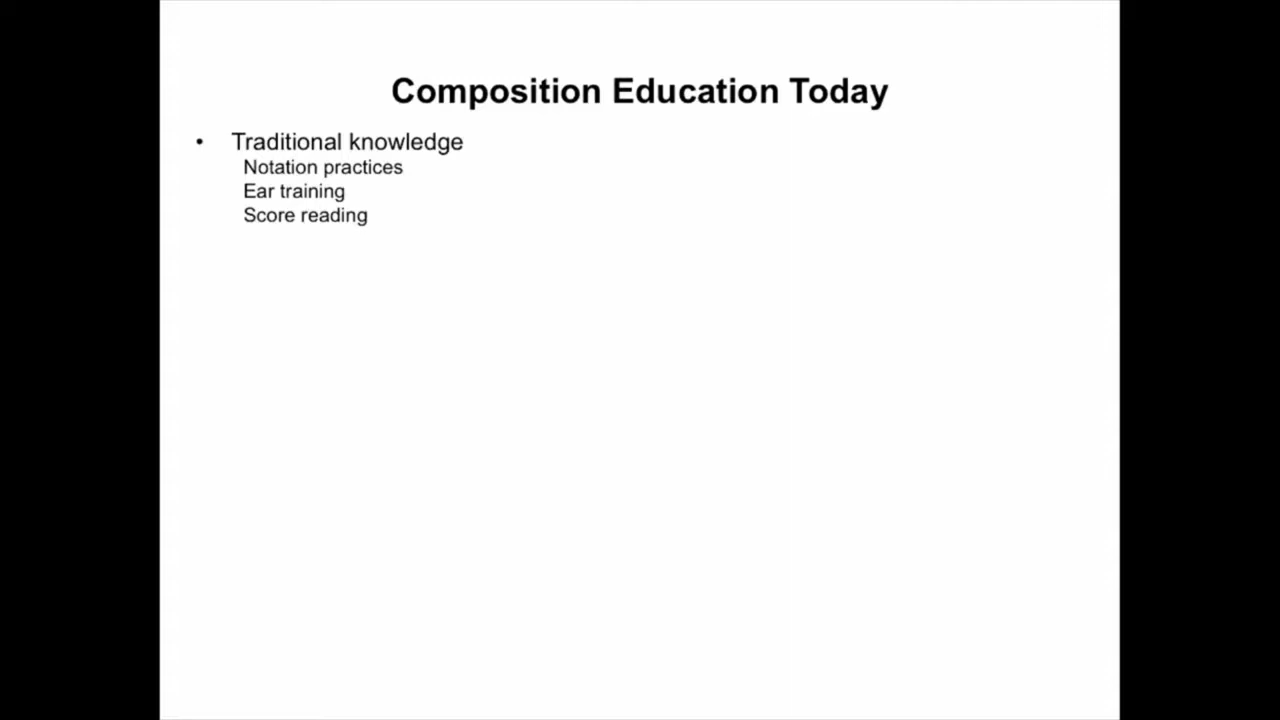 Composition Education Today
• Traditional knowledge
Notation practices
Ear training
Score reading